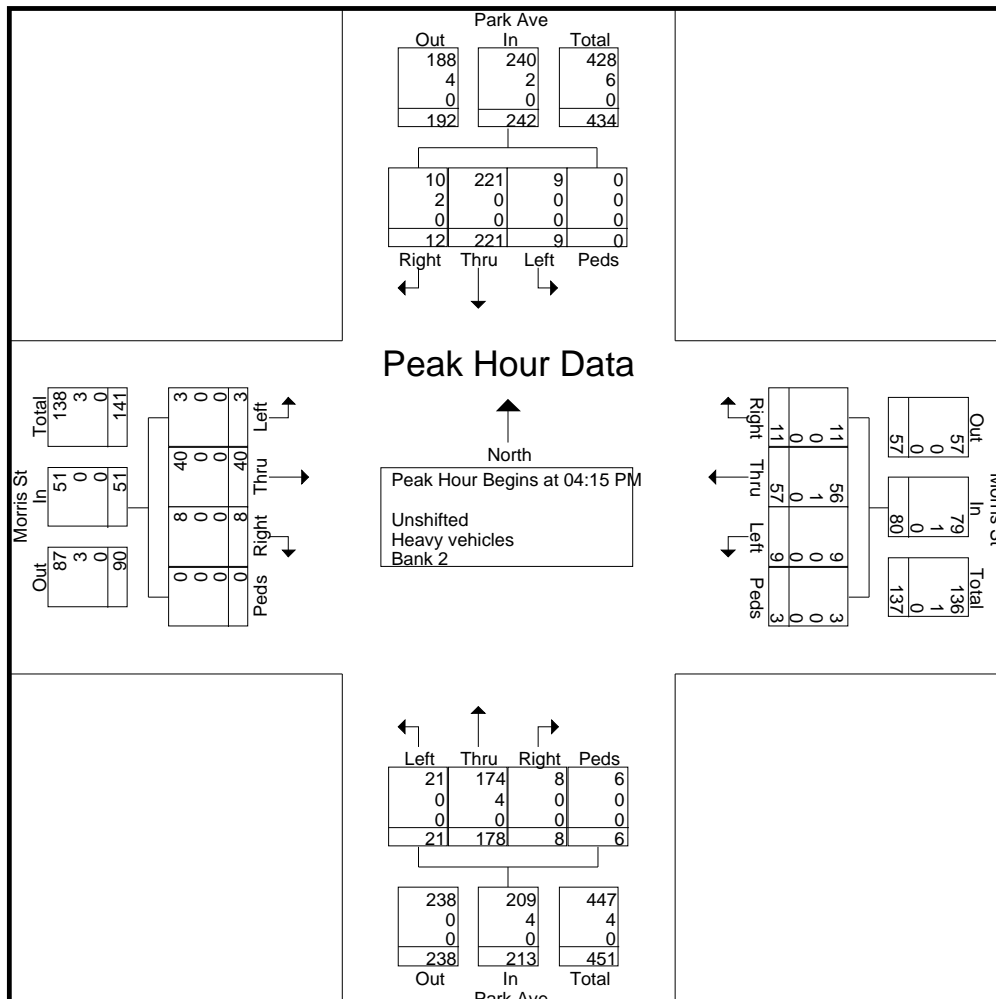 Park Ave
Out In Total
188 240 428
4 2 6
0 0 0
192 242 434
10 221 9 0
2 0 0 0
0 0 0 0
12 221 9 0
Right Thru Left Peds
Peak Hour Data
North
Peak Hour Begins at 04:15 PM
Unshifted
Heavy vehicles
Bank 2
Morris St
Out In Total
87 51 138
3 0 3
0 0 0
90 51 141
Peds Right Thru Left
0 8 40 3
0 0 0 0
0 0 0 0
0 8 40 3
Morris St
Out In Total
57 79 136
0 1 1
0 0 0
57 80 137
11 56 9 3
0 1 0 0
0 0 0 0
11 57 9 3
Right Thru Left Peds
Left Thru Right Peds
21 174 8 6
0 4 0 0
0 0 0 0
21 178 8 6
238 209 447
0 4 4
0 0 0
238 213 451
Out In Total
Park Ave